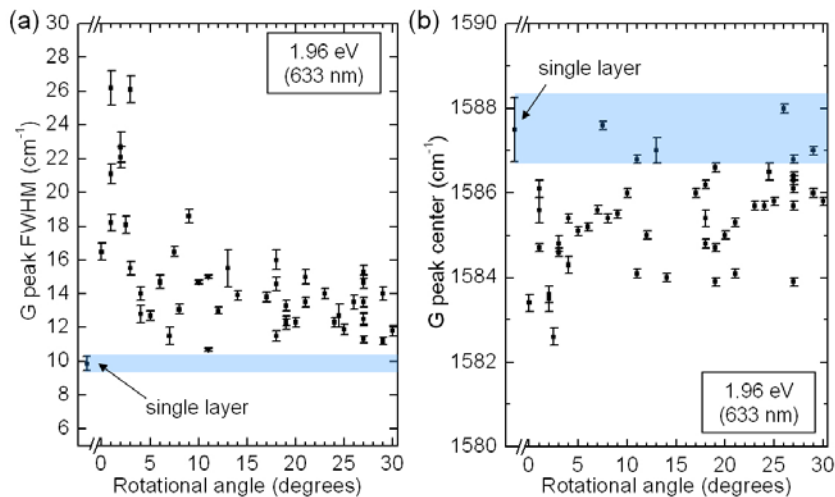 (a)
30
28
26
24
22
20
18
16
14
12
10
8
6
G peak FWHM (cm⁻¹)
1.96 eV
(633 nm)
single layer
0 5 10 15 20 25 30
Rotational angle (degrees)
(b)
1590
1588
1586
1584
1582
1580
G peak center (cm⁻¹)
single layer
1.96 eV
(633 nm)
0 5 10 15 20 25 30
Rotational angle (degrees)